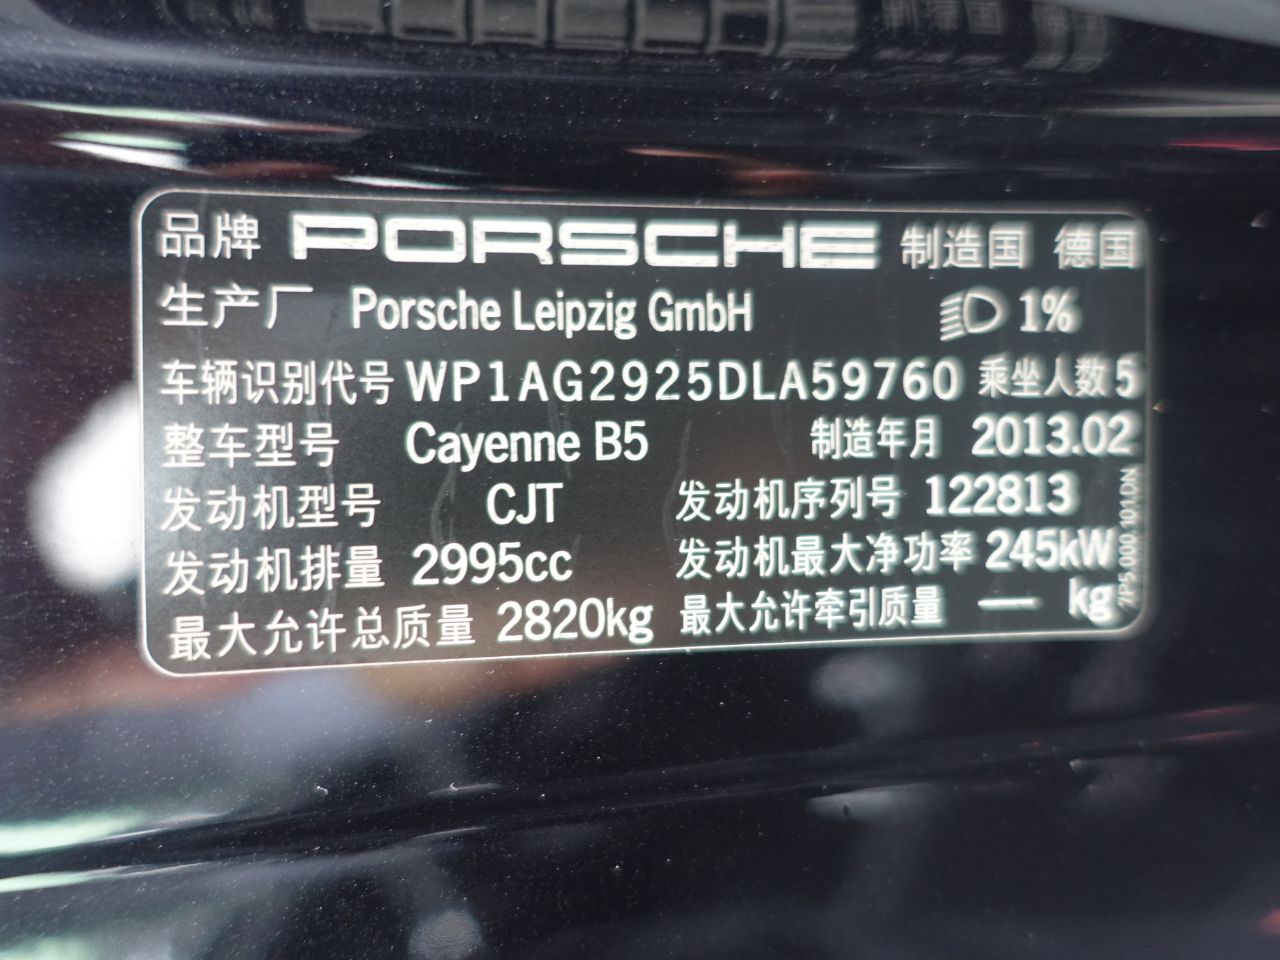 品牌 PORSCHE 制造国 德国
生产厂 Porsche Leipzig GmbH 1%
车辆识别代号 WP1AG2925DLA59760 乘坐人数 5
整车型号 Cayenne B5 制造年月 2013.02
发动机型号 CJT 发动机序列号 122813
发动机排量 2995cc 发动机最大净功率 245kW
最大允许总质量 2820kg 最大允许牵引质量 — kg
7P5.000.101.DN